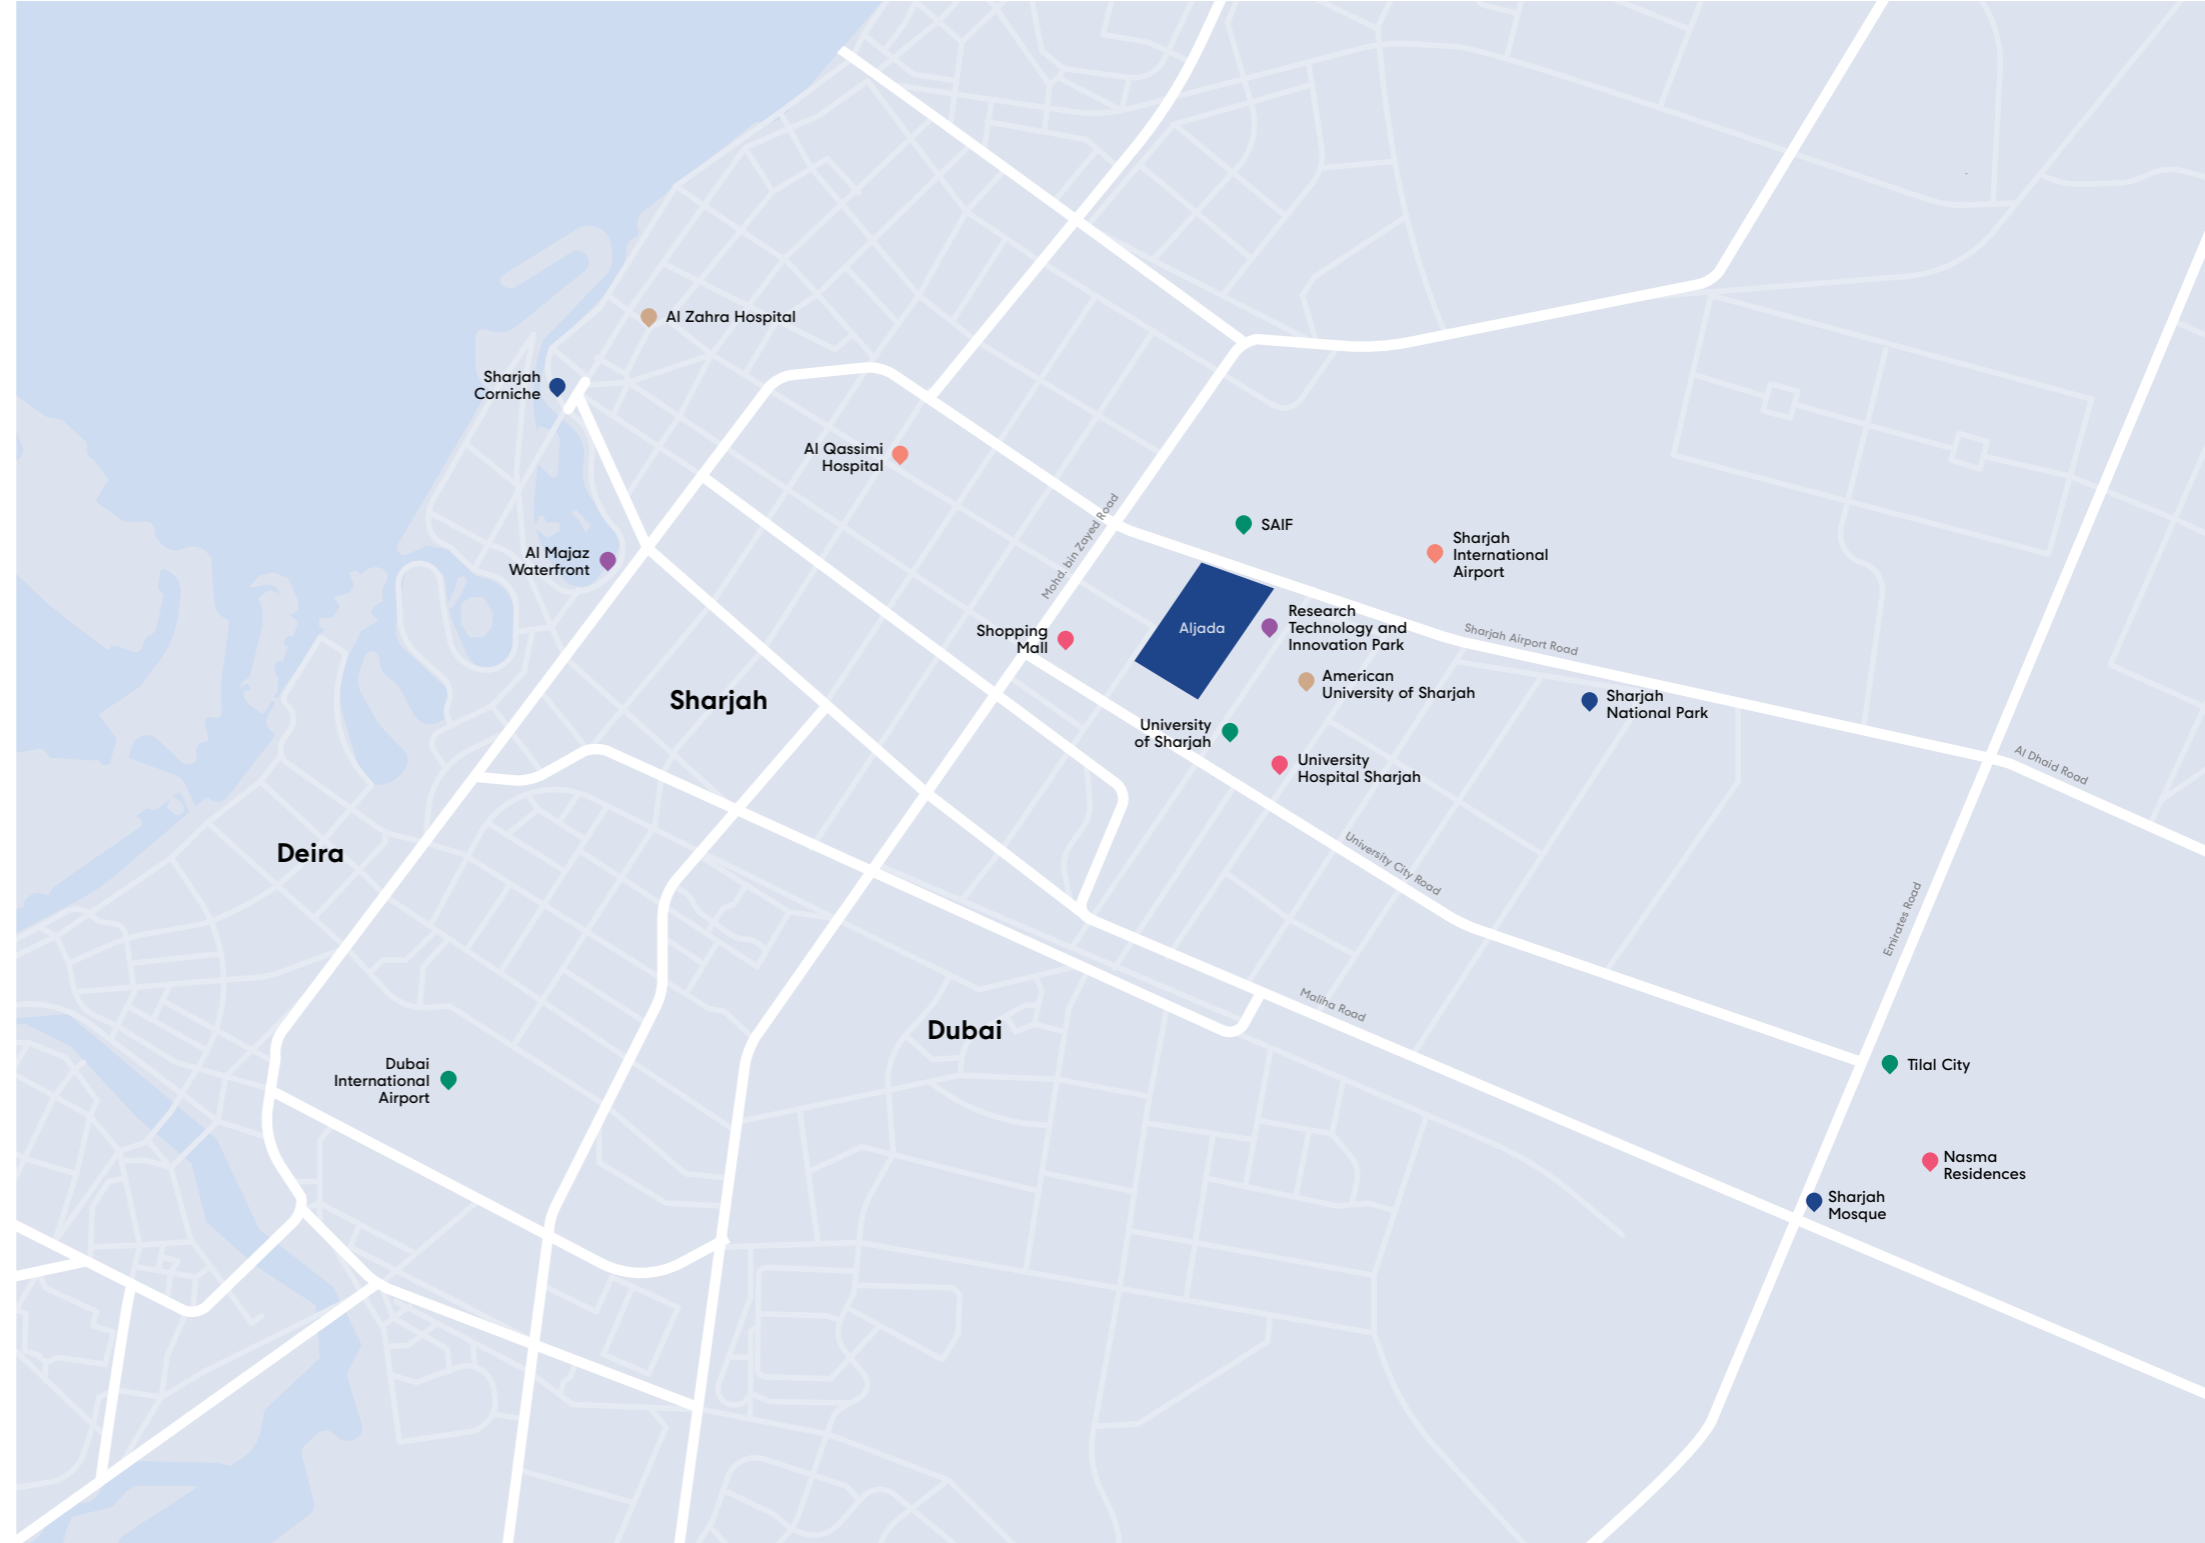 Al Zahra Hospital
Sharjah
Corniche
Al Qassimi
Hospital
Mohd. bin Zayed Road
SAIF
Sharjah
International
Airport
Al Majaz
Waterfront
Research
Technology and
Innovation Park
Aljada
Shopping
Mall
Sharjah Airport Road
American
University of Sharjah
Sharjah
National Park
Sharjah
University
of Sharjah
University
Hospital Sharjah
Al Dhaid Road
Deira
University City Road
Emirates Road
Maliha Road
Dubai
Dubai
International
Airport
Tilal City
Nasma
Residences
Sharjah
Mosque